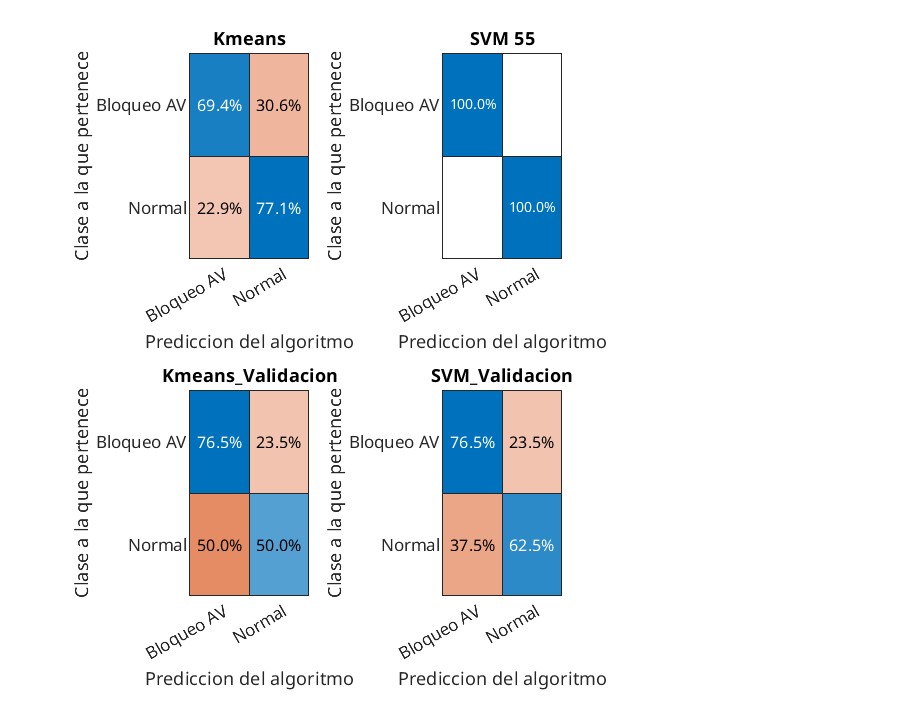 Kmeans
Clase a la que pertenece
Bloqueo AV
69.4% 30.6%
Normal
22.9% 77.1%
Bloqueo AV
Normal
Prediccion del algoritmo
SVM 55
Clase a la que pertenece
Bloqueo AV
100.0%
Normal
100.0%
Bloqueo AV
Normal
Prediccion del algoritmo
Kmeans_Validacion
Clase a la que pertenece
Bloqueo AV
76.5% 23.5%
Normal
50.0% 50.0%
Bloqueo AV
Normal
Prediccion del algoritmo
SVM_Validacion
Clase a la que pertenece
Bloqueo AV
76.5% 23.5%
Normal
37.5% 62.5%
Bloqueo AV
Normal
Prediccion del algoritmo